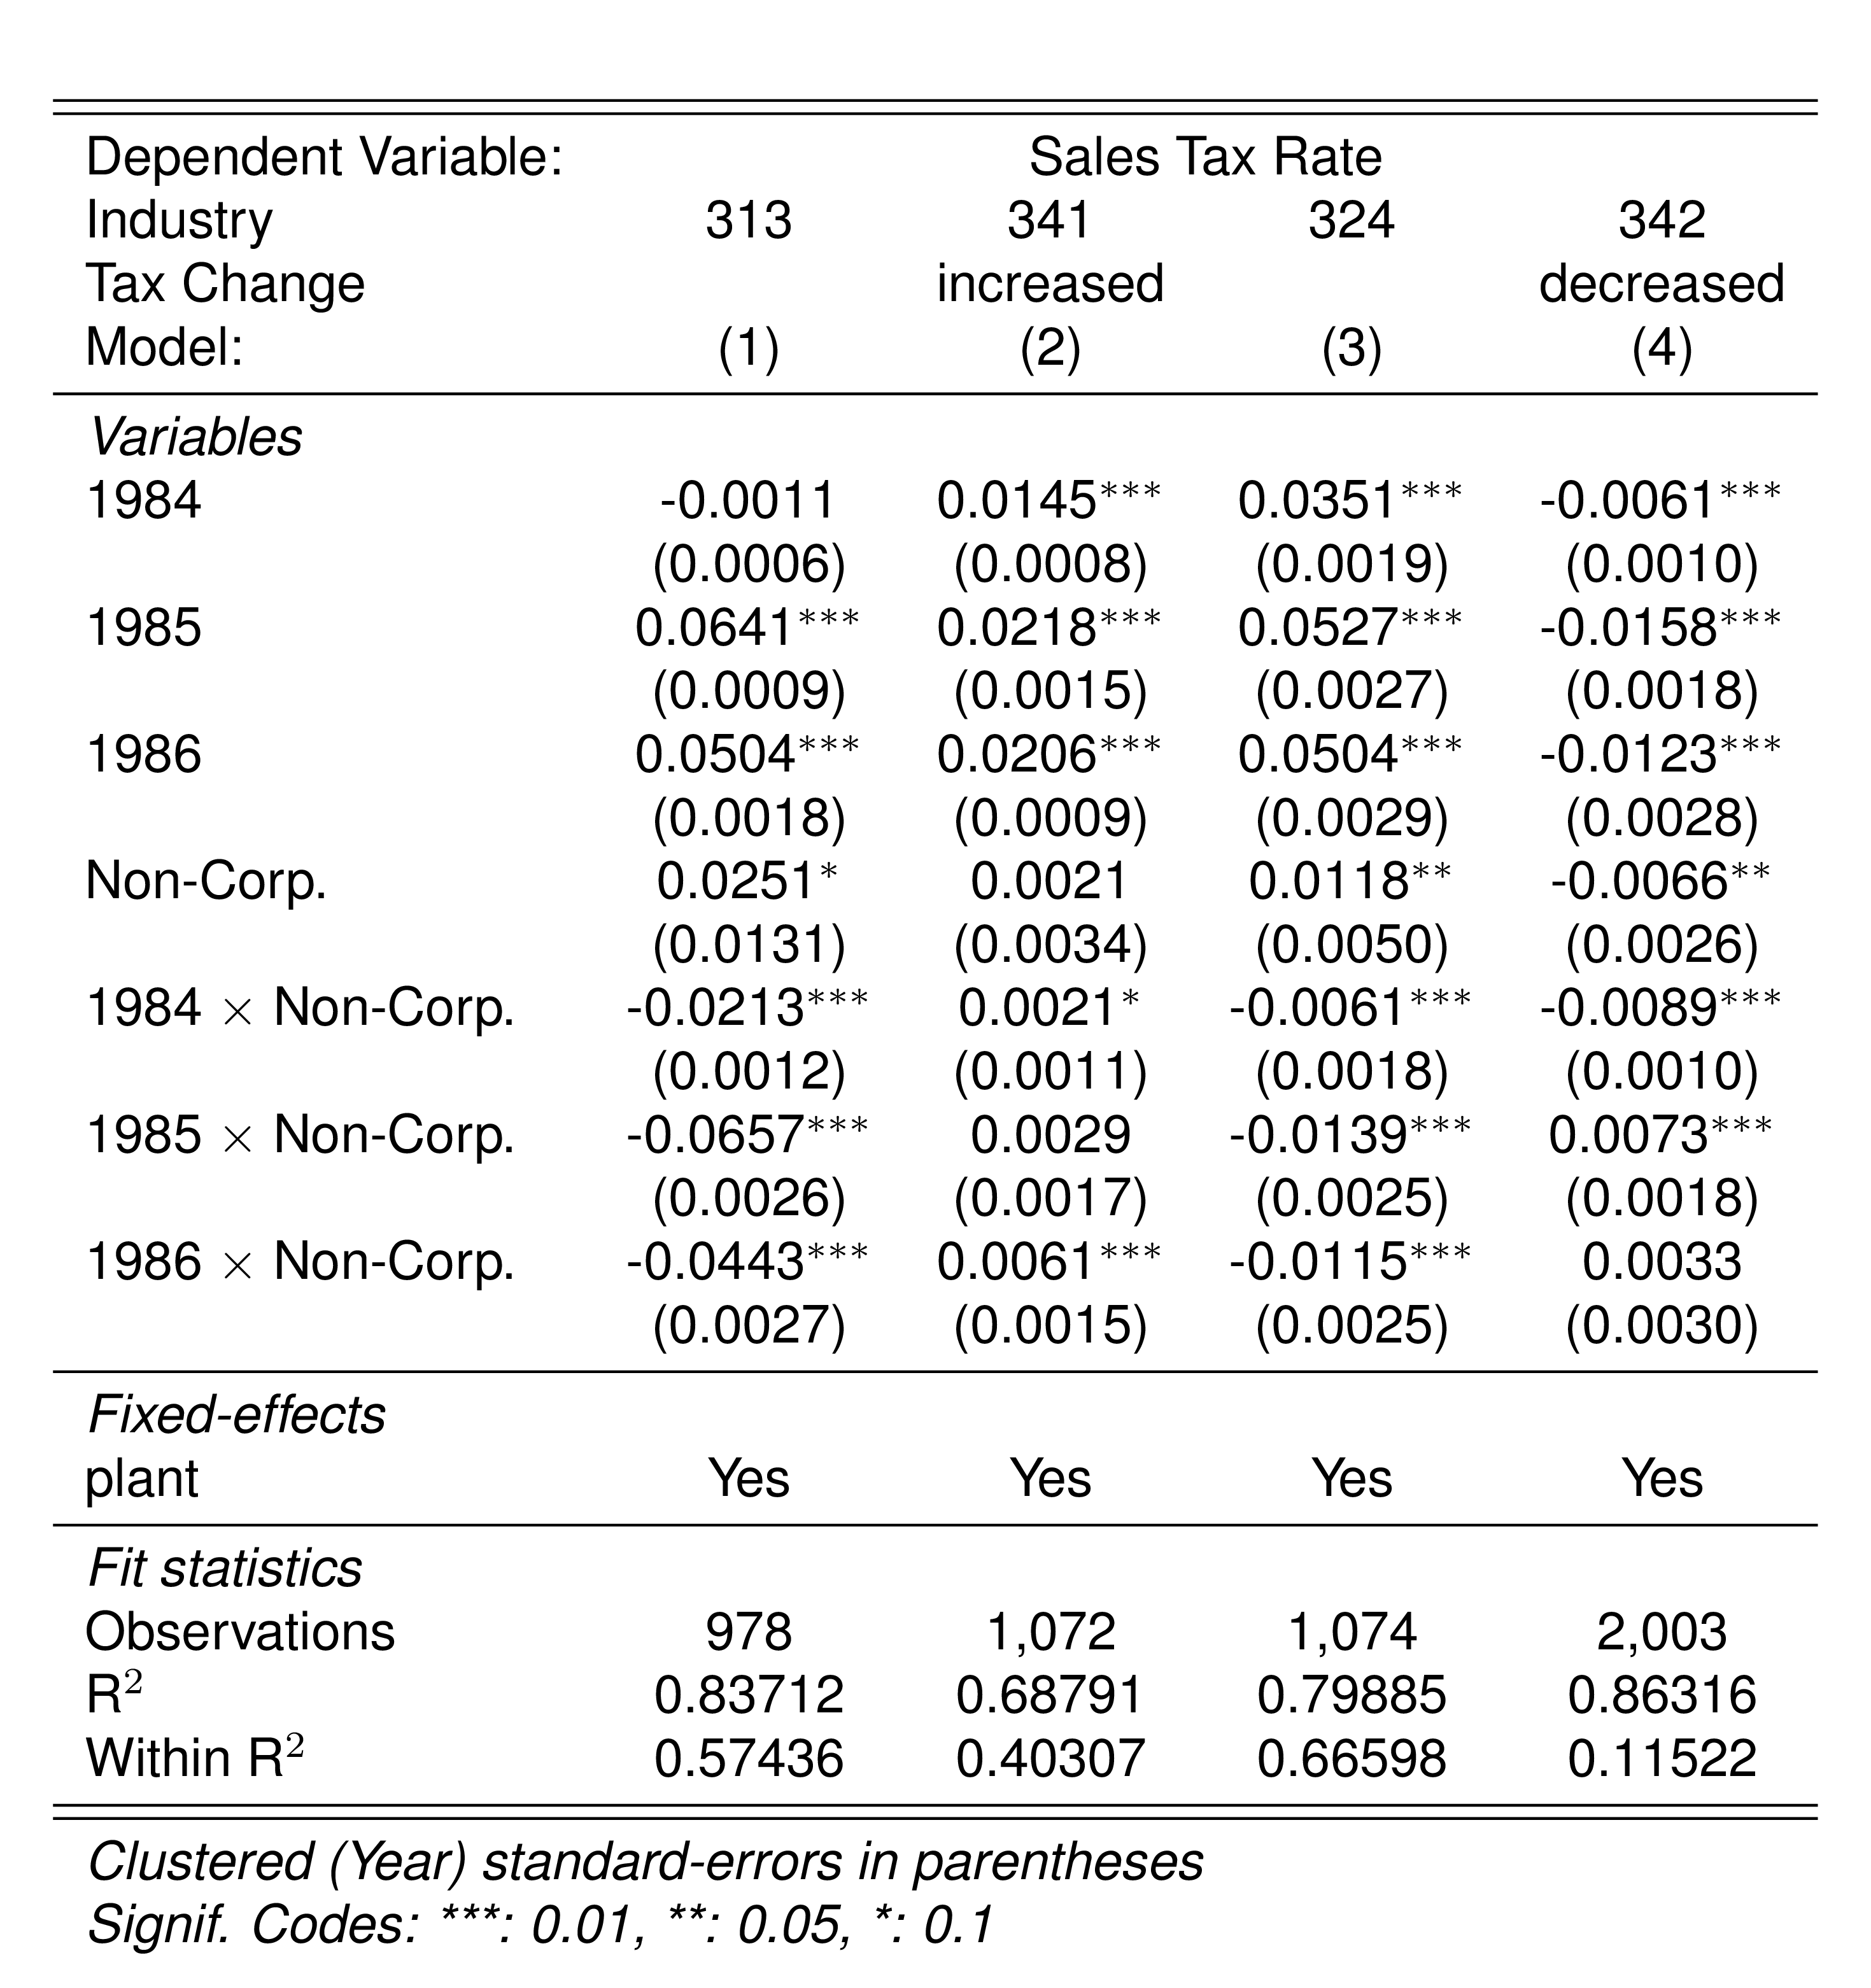 Dependent Variable: Sales Tax Rate
Industry 313 341 324 342
Tax Change increased decreased
Model: (1) (2) (3) (4)
Variables
1984 -0.0011 0.0145*** 0.0351*** -0.0061***
(0.0006) (0.0008) (0.0019) (0.0010)
1985 0.0641*** 0.0218*** 0.0527*** -0.0158***
(0.0009) (0.0015) (0.0027) (0.0018)
1986 0.0504*** 0.0206*** 0.0504*** -0.0123***
(0.0018) (0.0009) (0.0029) (0.0028)
Non-Corp. 0.0251* 0.0021 0.0118** -0.0066**
(0.0131) (0.0034) (0.0050) (0.0026)
1984 × Non-Corp. -0.0213*** 0.0021* -0.0061*** -0.0089***
(0.0012) (0.0011) (0.0018) (0.0010)
1985 × Non-Corp. -0.0657*** 0.0029 -0.0139*** 0.0073***
(0.0026) (0.0017) (0.0025) (0.0018)
1986 × Non-Corp. -0.0443*** 0.0061*** -0.0115*** 0.0033
(0.0027) (0.0015) (0.0025) (0.0030)
Fixed-effects
plant Yes Yes Yes Yes
Fit statistics
Observations 978 1,072 1,074 2,003
R² 0.83712 0.68791 0.79885 0.86316
Within R² 0.57436 0.40307 0.66598 0.11522
Clustered (Year) standard-errors in parentheses
Signif. Codes: ***: 0.01, **: 0.05, *: 0.1